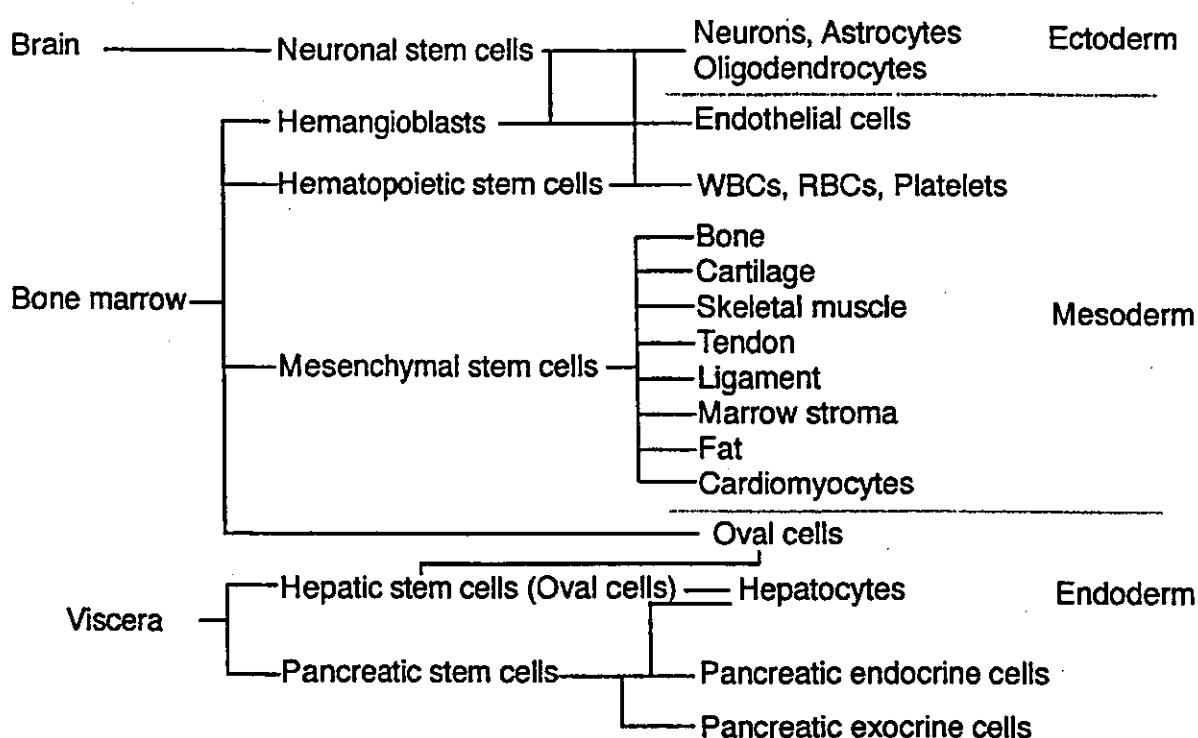 Brain
Neuronal stem cells
Neurons, Astrocytes
Oligodendrocytes
Ectoderm
Hemangioblasts
Endothelial cells
Hematopoietic stem cells
WBCs, RBCs, Platelets
Bone marrow
Mesenchymal stem cells
Bone
Cartilage
Skeletal muscle
Tendon
Ligament
Marrow stroma
Fat
Cardiomyocytes
Mesoderm
Oval cells
Viscera
Hepatic stem cells (Oval cells)
Hepatocytes
Endoderm
Pancreatic stem cells
Pancreatic endocrine cells
Pancreatic exocrine cells